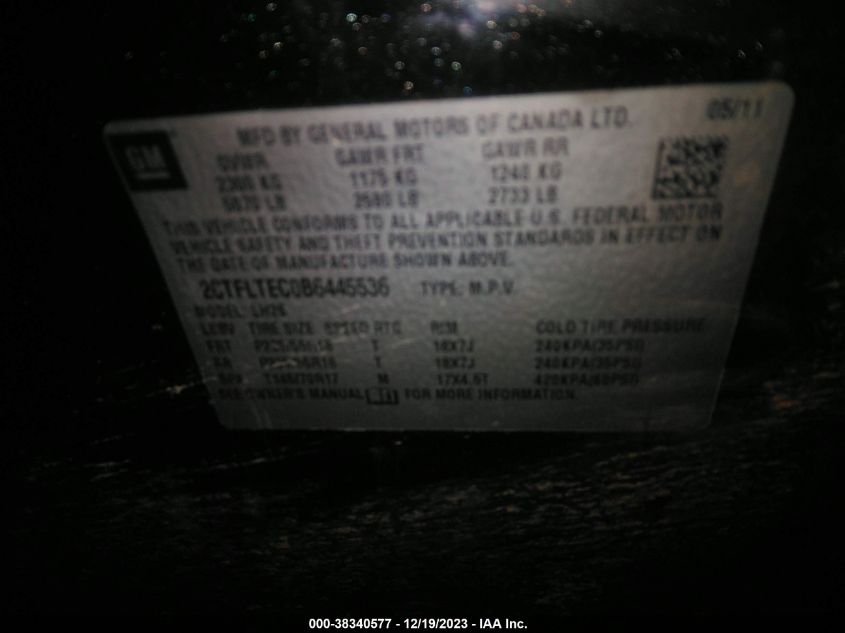 GM
MFD BY GENERAL MOTORS OF CANADA LTD. 05/11
GVWR GAWR FRT GAWR RR
2300 KG 1175 KG 1240 KG
5070 LB 2590 LB 2733 LB
THIS VEHICLE CONFORMS TO ALL APPLICABLE U.S. FEDERAL MOTOR
VEHICLE SAFETY AND THEFT PREVENTION STANDARDS IN EFFECT ON
THE DATE OF MANUFACTURE SHOWN ABOVE.
2CTFLTEC0B6445536 TYPE: M.P.V.
MODEL: LH26
TIRE SIZE SPEED RTG RIM COLD TIRE PRESSURE
FRT T 18X7J 240KPA(35PSI)
RR T 18X7J 240KPA(35PSI)
SPA T145/70R17 M 17X4.5T 420KPA(60PSI)
SEE OWNER'S MANUAL FOR MORE INFORMATION.
000-38340577 - 12/19/2023 - IAA Inc.